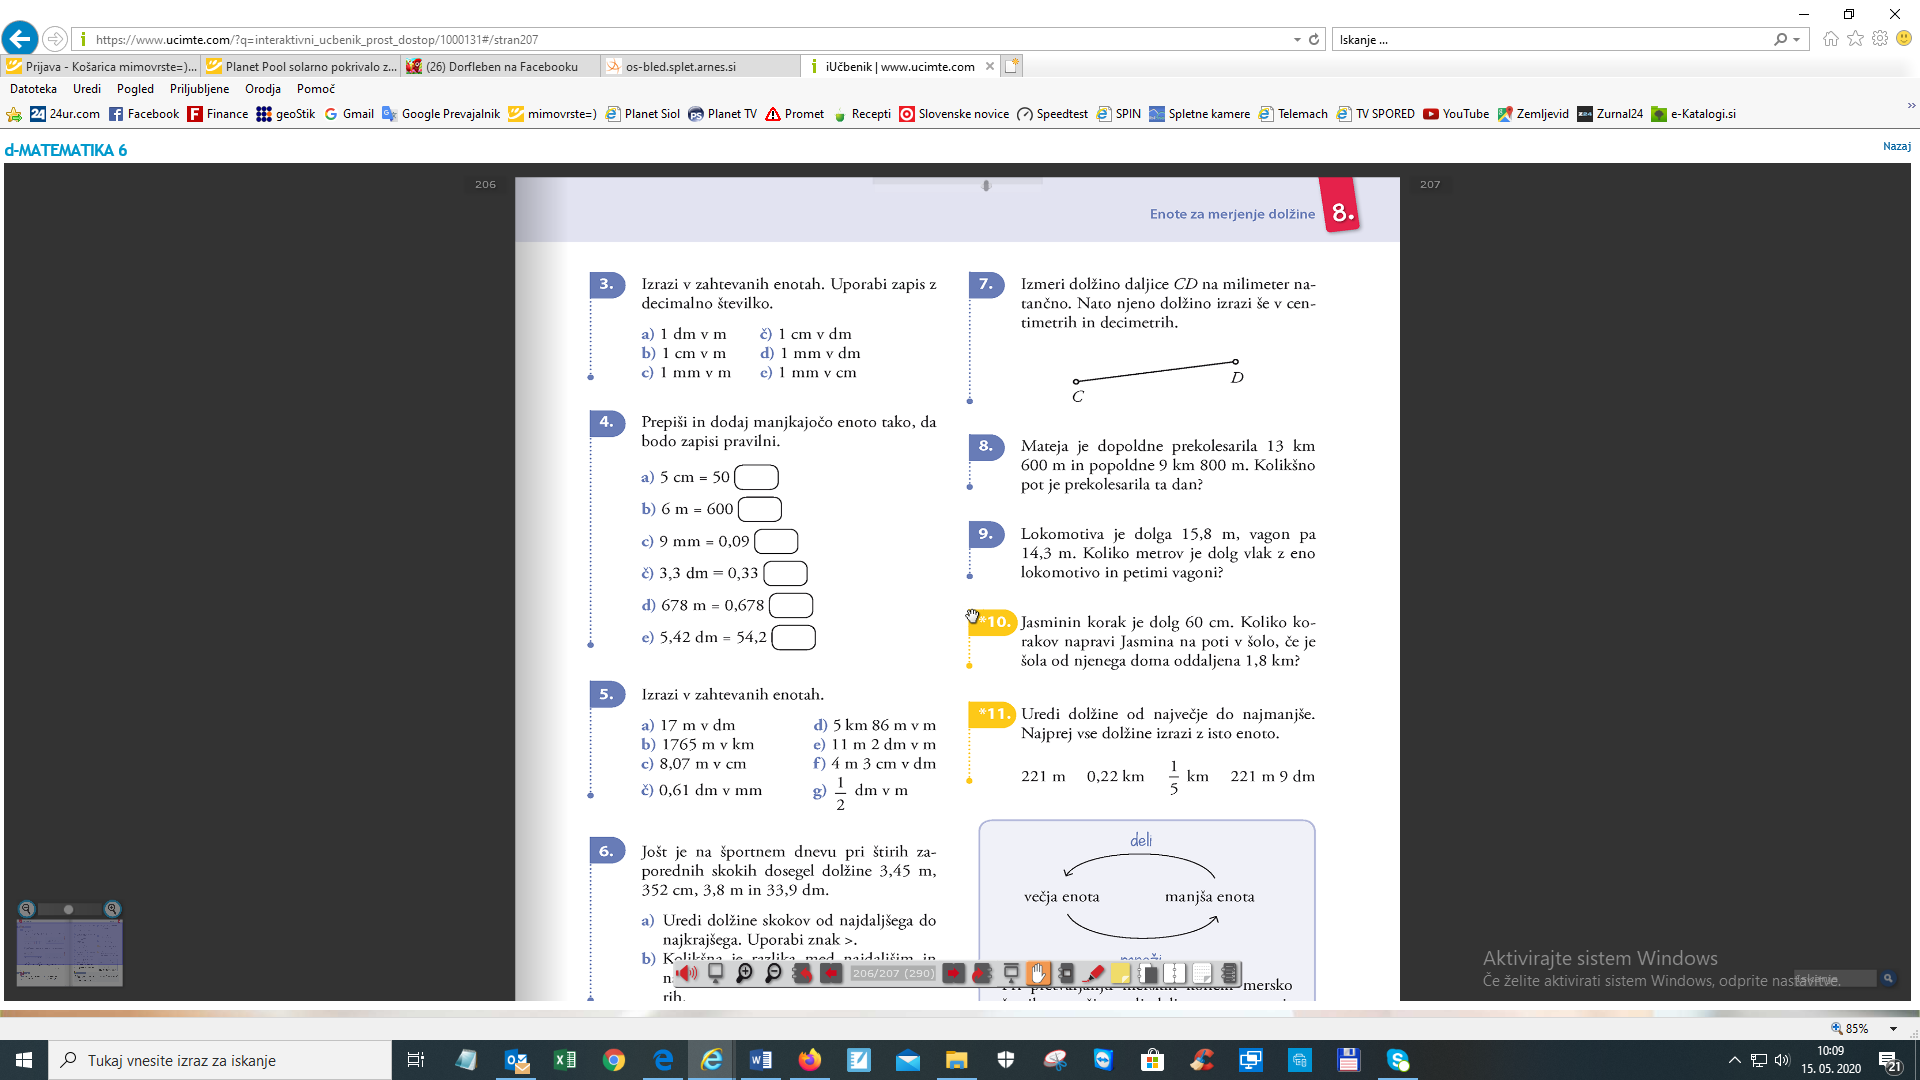 https://www.ucimte.com/?q=interaktivni_ucbenik_prost_dostop/1000131#/stran207
Iskanje ...
Prijava - Košarica mimovrste=)...
Planet Pool solarno pokrivalo z...
(26) Dorfleben na Facebooku
os-bled.splet.arnes.si
iUčbenik | www.ucimte.com
Datoteka Uredi Pogled Priljubljene Orodja Pomoč
24ur.com Facebook Finance geoStik Gmail Google Prevajalnik mimovrste=) Planet Siol Planet TV Promet Recepti Slovenske novice Speedtest SPIN Spletne kamere Telemach TV SPORED YouTube Zemljevid Zurnal24 e-Katalogi.si
d-MATEMATIKA 6
Nazaj
206
207
Enote za merjenje dolžine 8.
3. Izrazi v zahtevanih enotah. Uporabi zapis z
decimalno številko.
a) 1 dm v m č) 1 cm v dm
b) 1 cm v m d) 1 mm v dm
c) 1 mm v m e) 1 mm v cm
4. Prepiši in dodaj manjkajočo enoto tako, da
bodo zapisi pravilni.
a) 5 cm = 50
b) 6 m = 600
c) 9 mm = 0,09
č) 3,3 dm = 0,33
d) 678 m = 0,678
e) 5,42 dm = 54,2
5. Izrazi v zahtevanih enotah.
a) 17 m v dm d) 5 km 86 m v m
b) 1765 m v km e) 11 m 2 dm v m
c) 8,07 m v cm f) 4 m 3 cm v dm
č) 0,61 dm v mm g) 1/2 dm v m
6. Jošt je na športnem dnevu pri štirih za-
porednih skokih dosegel dolžine 3,45 m,
352 cm, 3,8 m in 33,9 dm.
a) Uredi dolžine skokov od najdaljšega do
najkrajšega. Uporabi znak >.
b) Kolikšna je razlika med najdaljšim in
rih.
7. Izmeri dolžino daljice CD na milimeter na-
tančno. Nato njeno dolžino izrazi še v cen-
timetrih in decimetrih.
C
D
8. Mateja je dopoldne prekolesarila 13 km
600 m in popoldne 9 km 800 m. Kolikšno
pot je prekolesarila ta dan?
9. Lokomotiva je dolga 15,8 m, vagon pa
14,3 m. Koliko metrov je dolg vlak z eno
lokomotivo in petimi vagoni?
*10. Jasminin korak je dolg 60 cm. Koliko ko-
rakov napravi Jasmina na poti v šolo, če je
šola od njenega doma oddaljena 1,8 km?
*11. Uredi dolžine od največje do najmanjše.
Najprej vse dolžine izrazi z isto enoto.
221 m 0,22 km 1/5 km 221 m 9 dm
deli
večja enota manjša enota
mersko
206/207 (290)
Aktivirajte sistem Windows
Če želite aktivirati sistem Windows, odprite nastavitve.
Iskanje
85%
Tukaj vnesite izraz za iskanje
10:09
15. 05. 2020
21